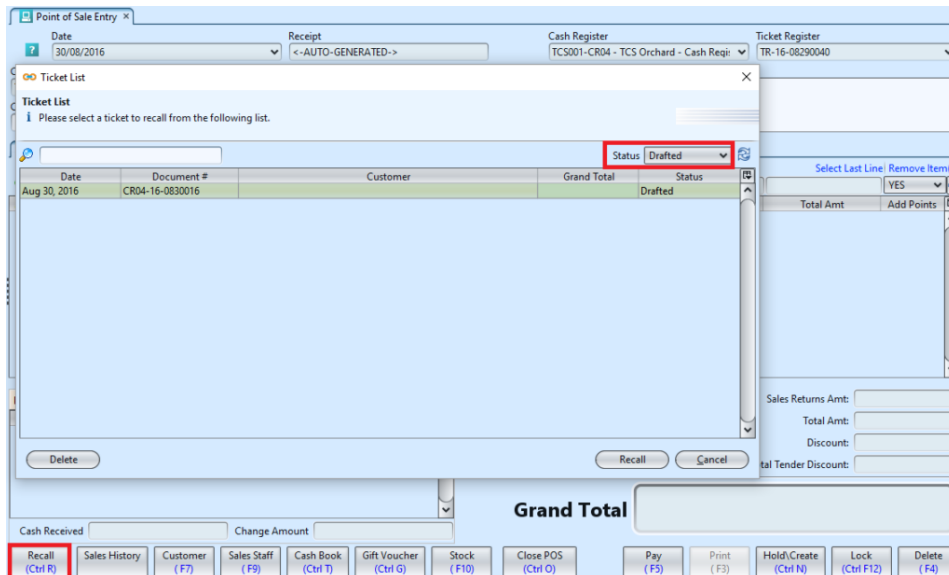 Point of Sale Entry ×
Date Receipt Cash Register Ticket Register
? 30/08/2016 <-AUTO-GENERATED-> TCS001-CR04 - TCS Orchard - Cash Regi: TR-16-08290040
Ticket List
Ticket List
i Please select a ticket to recall from the following list.
Status Drafted
Select Last Line Remove Item
YES
Date Document # Customer Grand Total Status
Aug 30, 2016 CR04-16-0830016 Drafted
Total Amt Add Points
Sales Returns Amt:
Total Amt:
Discount:
tal Tender Discount:
Delete Recall Cancel
Grand Total
Cash Received Change Amount
Recall Sales History Customer Sales Staff Cash Book Gift Voucher Stock Close POS Pay Print Hold\Create Lock Delete
(Ctrl R) (F7) (F9) (Ctrl T) (Ctrl G) (F10) (Ctrl O) (F5) (F3) (Ctrl N) (Ctrl F12) (F4)